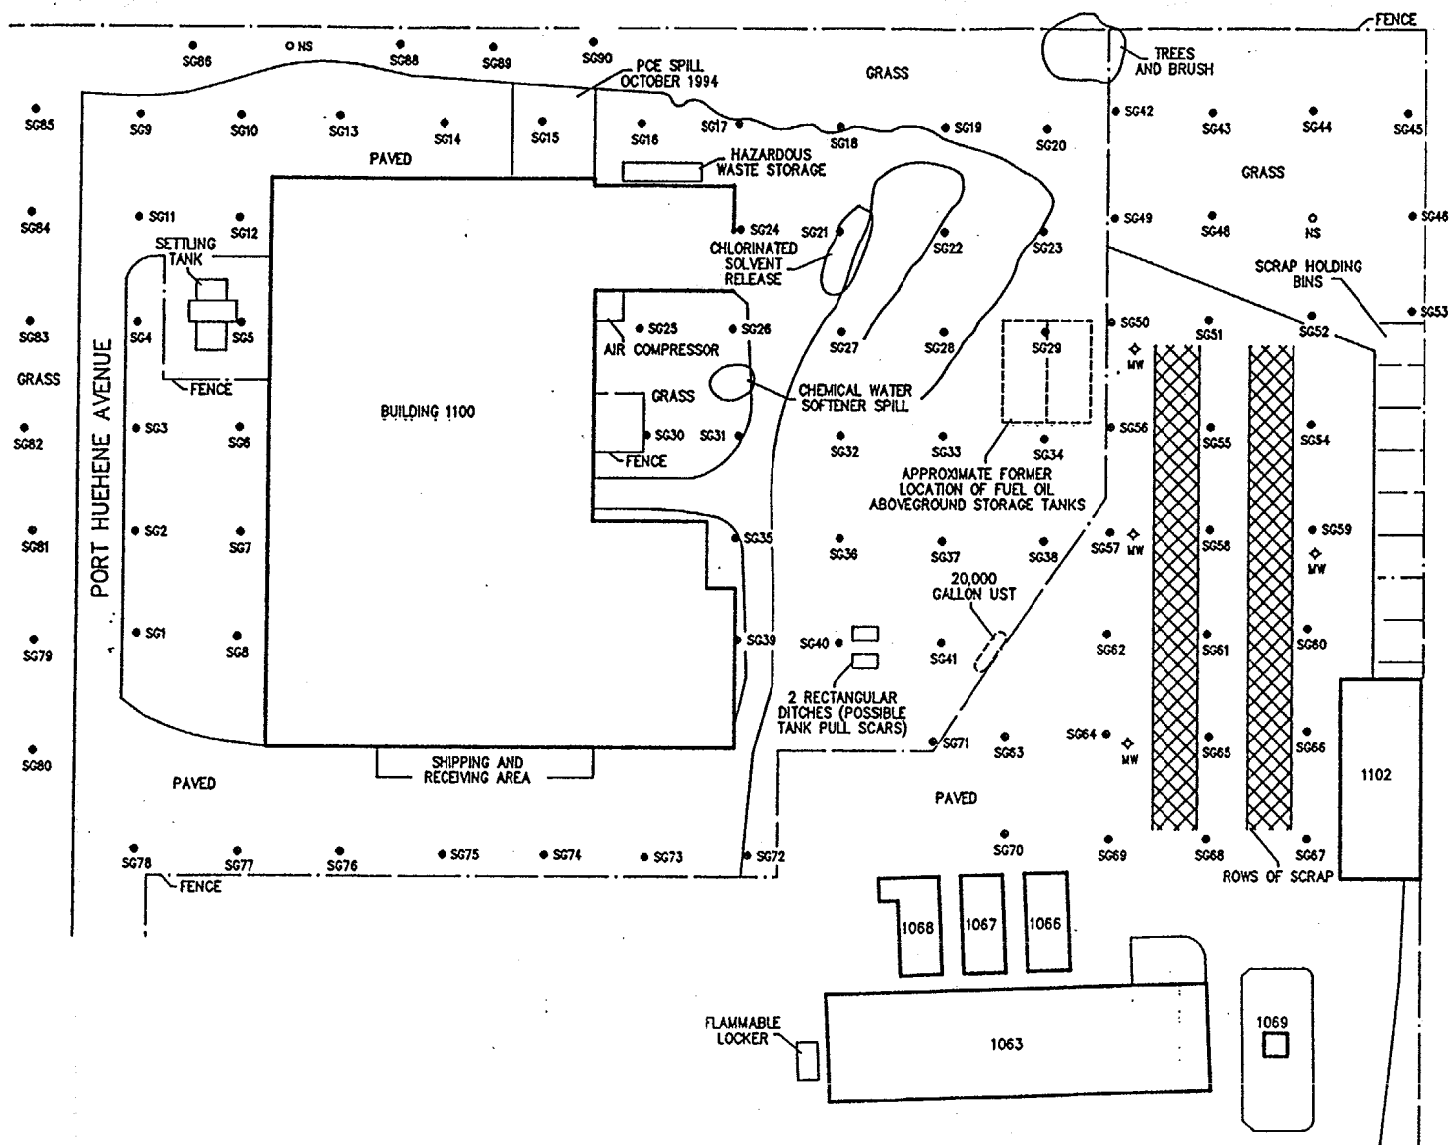 FENCE
SG86
NS
SG88
SG89
SG90
PCE SPILL
OCTOBER 1994
GRASS
TREES
AND BRUSH
SG85
SG9
SG10
SG13
SG14
SG15
SG16
SG17
SG18
SG19
SG20
SG42
SG43
SG44
SG45
PAVED
HAZARDOUS
WASTE STORAGE
GRASS
SG84
SG11
SG12
SG24
SG21
SG22
SG23
SG49
SG48
NS
SG46
SETTLING
TANK
CHLORINATED
SOLVENT
RELEASE
SCRAP HOLDING
BINS
SG83
SG4
SG5
SG25
SG26
SG27
SG28
SG29
SG50
SG51
SG52
SG53
AIR COMPRESSOR
MW
GRASS
FENCE
PORT HUEHENE AVENUE
BUILDING 1100
GRASS
CHEMICAL WATER
SOFTENER SPILL
SG82
SG3
SG6
SG30
SG31
SG32
SG33
SG34
SG56
SG55
SG54
FENCE
APPROXIMATE FORMER
LOCATION OF FUEL OIL
ABOVEGROUND STORAGE TANKS
SG81
SG2
SG7
SG35
SG36
SG37
SG38
SG57
MW
SG58
SG59
MW
20,000
GALLON UST
SG79
SG1
SG8
SG39
SG40
SG41
SG62
SG61
SG60
2 RECTANGULAR
DITCHES (POSSIBLE
TANK PULL SCARS)
SG80
SG71
SG63
SG64
MW
SG65
SG66
SHIPPING AND
RECEIVING AREA
PAVED
PAVED
1102
SG78
SG77
SG76
SG75
SG74
SG73
SG72
SG70
SG69
SG68
SG67
FENCE
ROWS OF SCRAP
1068
1067
1066
FLAMMABLE
LOCKER
1063
1069